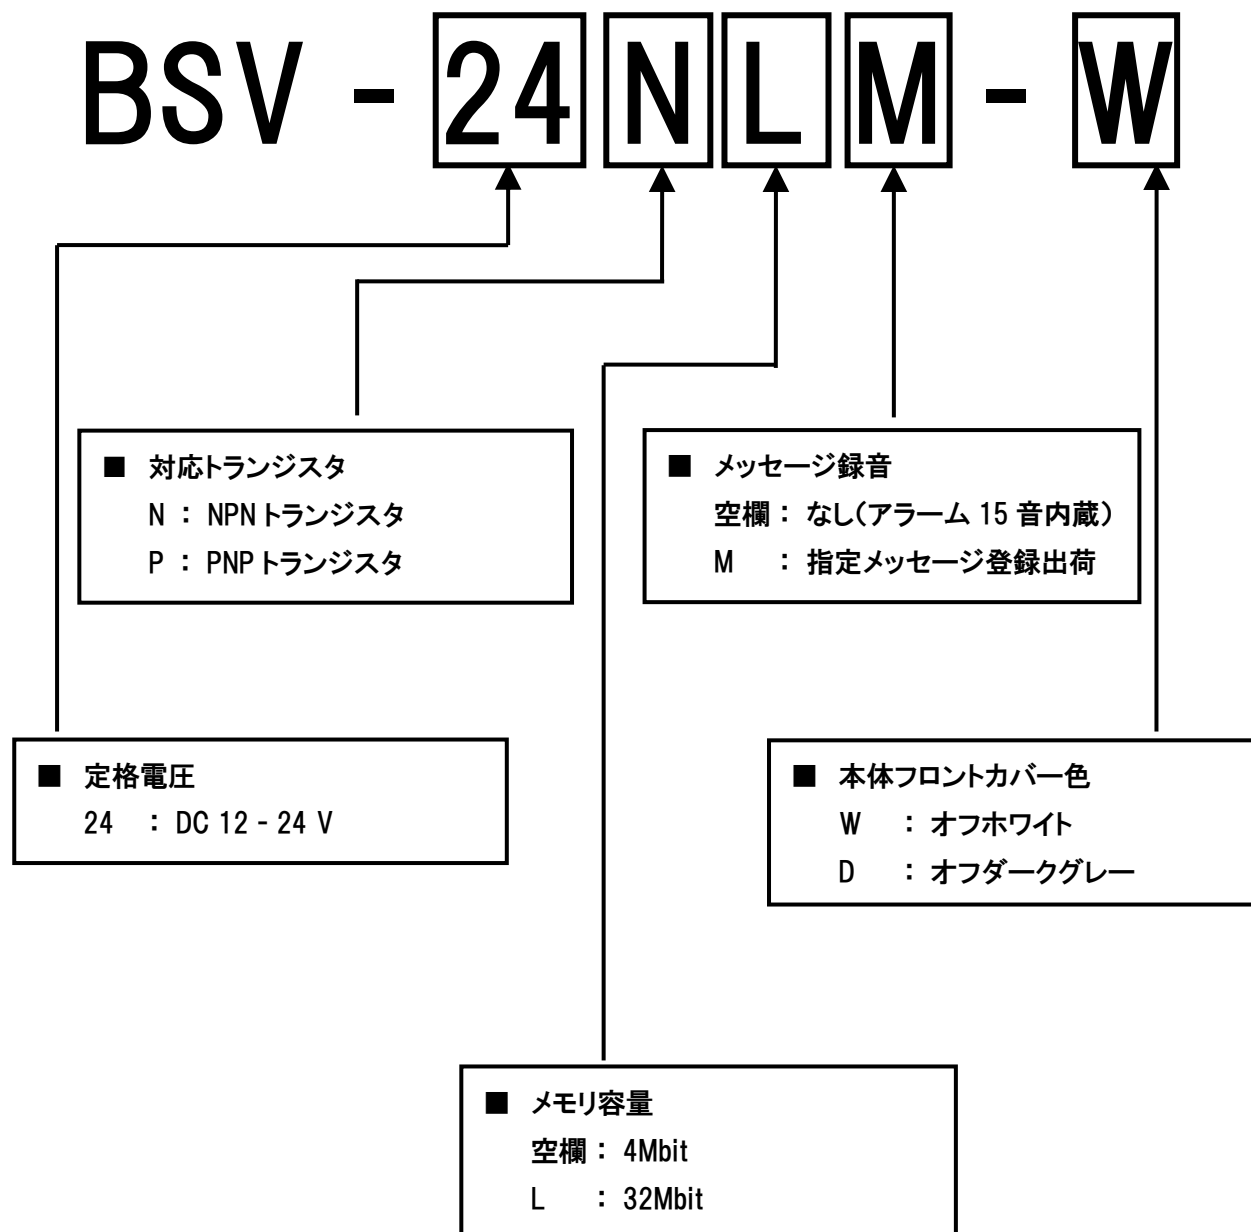 BSV - 24 N L M - W
■ 対応トランジスタ
N : NPN トランジスタ
P : PNP トランジスタ
■ メッセージ録音
空欄 : なし(アラーム 15 音内蔵)
M : 指定メッセージ登録出荷
■ 定格電圧
24 : DC 12 - 24 V
■ 本体フロントカバー色
W : オフホワイト
D : オフダークグレー
■ メモリ容量
空欄 : 4Mbit
L : 32Mbit